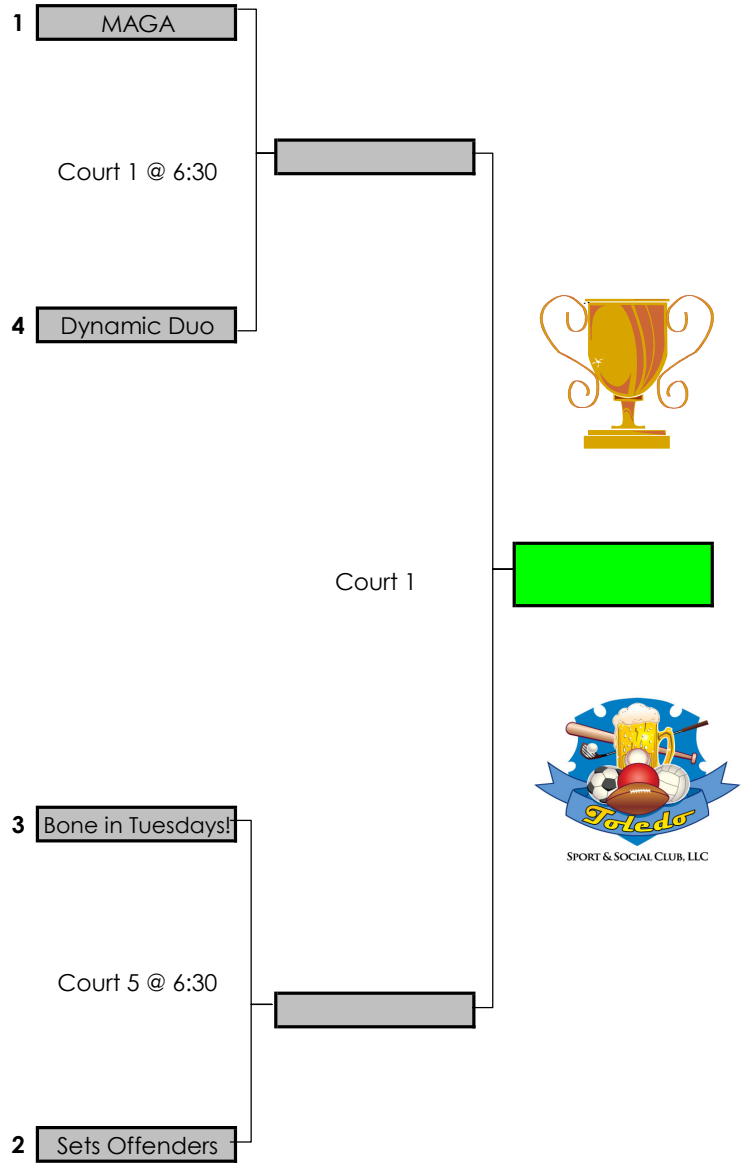 1 MAGA
Court 1 @ 6:30
4 Dynamic Duo
Court 1
3 Bone in Tuesdays!
Toledo
SPORT & SOCIAL CLUB, LLC
Court 5 @ 6:30
2 Sets Offenders